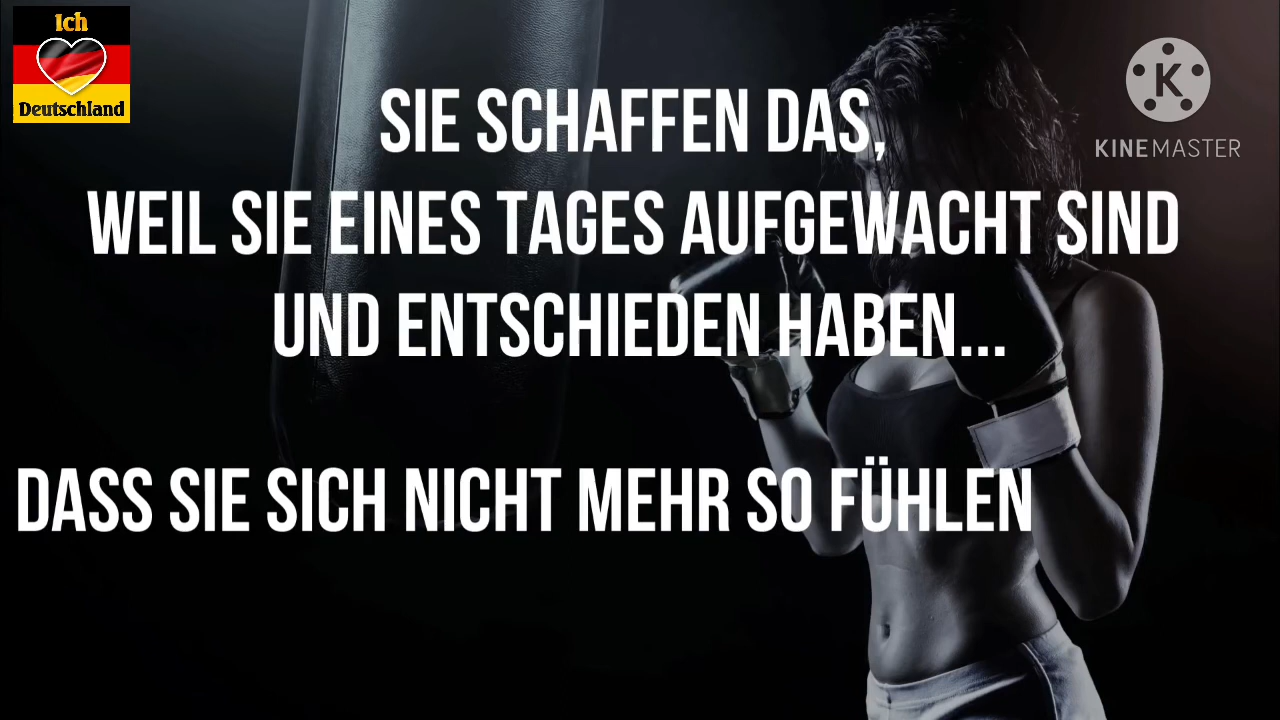 Ich
Deutschland
KINEMASTER
SIE SCHAFFEN DAS,
WEIL SIE EINES TAGES AUFGEWACHT SIND
UND ENTSCHIEDEN HABEN...
DASS SIE SICH NICHT MEHR SO FÜHLEN